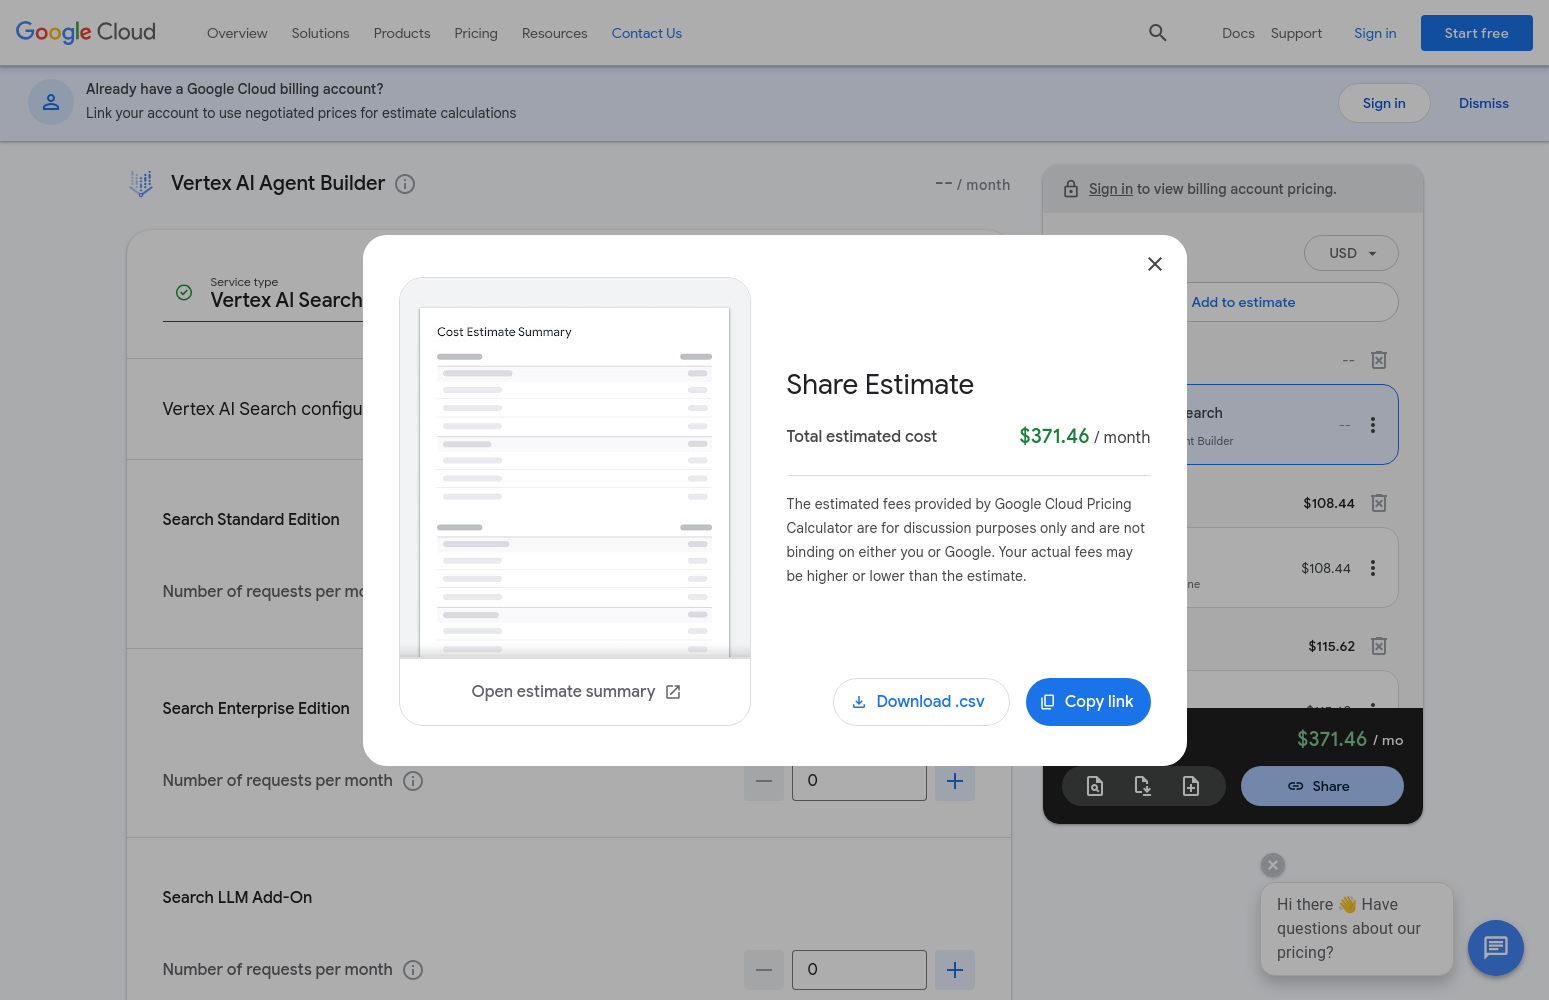 Google Cloud
Overview
Solutions
Products
Pricing
Resources
Contact Us
Docs
Support
Sign in
Start free
Already have a Google Cloud billing account?
Link your account to use negotiated prices for estimate calculations
Sign in
Dismiss
Vertex AI Agent Builder
-- / month
Sign in to view billing account pricing.
Service type
Vertex AI Search
USD
Add to estimate
--
Cost Estimate Summary
Share Estimate
Total estimated cost
$371.46 / month
The estimated fees provided by Google Cloud Pricing
Calculator are for discussion purposes only and are not
binding on either you or Google. Your actual fees may
be higher or lower than the estimate.
Open estimate summary
Download .csv
Copy link
Vertex AI Search configu
earch
--
nt Builder
Search Standard Edition
$108.44
Number of requests per mo
$108.44
ne
$115.62
Search Enterprise Edition
$371.46 / mo
Number of requests per month
0
Share
Search LLM Add-On
Number of requests per month
0
Hi there 👋 Have
questions about our
pricing?